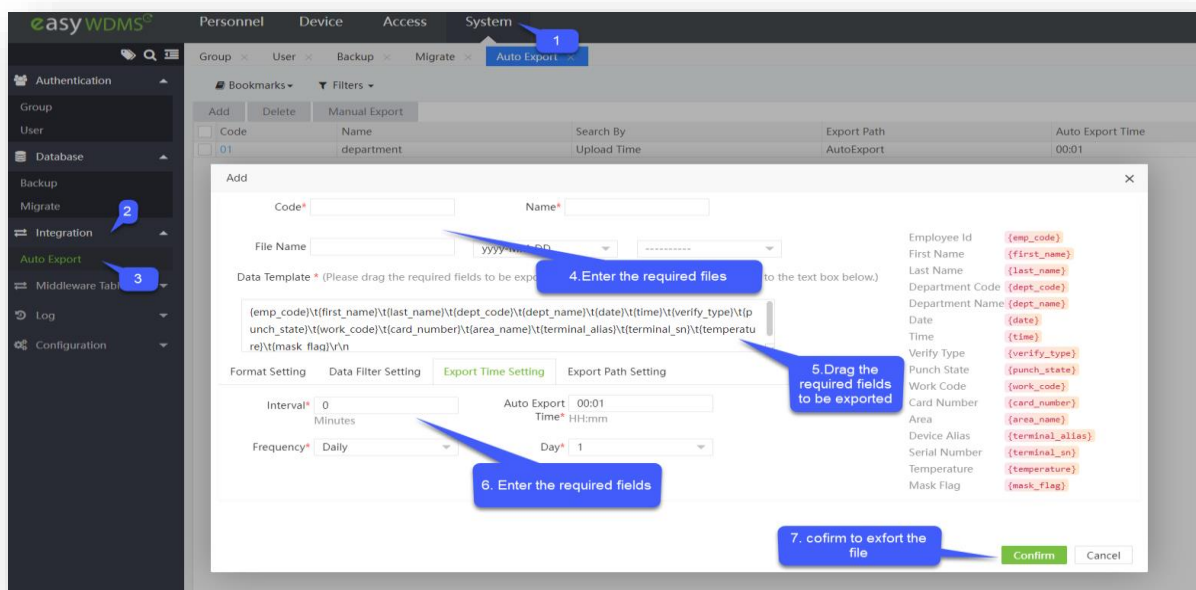 easy WDMS
Personnel Device Access System
1
Group × User × Backup × Migrate × Auto Export ×
Authentication
Bookmarks Filters
Group
Add Delete Manual Export
User
Code Name Search By Export Path Auto Export Time
01 department Upload Time AutoExport 00:01
Database
Backup
Migrate
2
Integration
Auto Export
3
Middleware Tabl
Log
Configuration
Add ×
Code* Name*
File Name yyyy-MM-DD ----------
4.Enter the required files
Data Template * (Please drag the required fields to be expo to the text box below.)
{emp_code}\t{first_name}\t{last_name}\t{dept_code}\t{dept_name}\t{date}\t{time}\t{verify_type}\t{p
unch_state}\t{work_code}\t{card_number}\t{area_name}\t{terminal_alias}\t{terminal_sn}\t{temperatu
re}\t{mask_flag}\r\n
5.Drag the
required fields
to be exported
Format Setting Data Filter Setting Export Time Setting Export Path Setting
Interval* 0 Auto Export 00:01
Minutes Time* HH:mm
Frequency* Daily Day* 1
6. Enter the required fields
Employee Id {emp_code}
First Name {first_name}
Last Name {last_name}
Department Code {dept_code}
Department Name {dept_name}
Date {date}
Time {time}
Verify Type {verify_type}
Punch State {punch_state}
Work Code {work_code}
Card Number {card_number}
Area {area_name}
Device Alias {terminal_alias}
Serial Number {terminal_sn}
Temperature {temperature}
Mask Flag {mask_flag}
7. cofirm to exfort the
file
Confirm Cancel